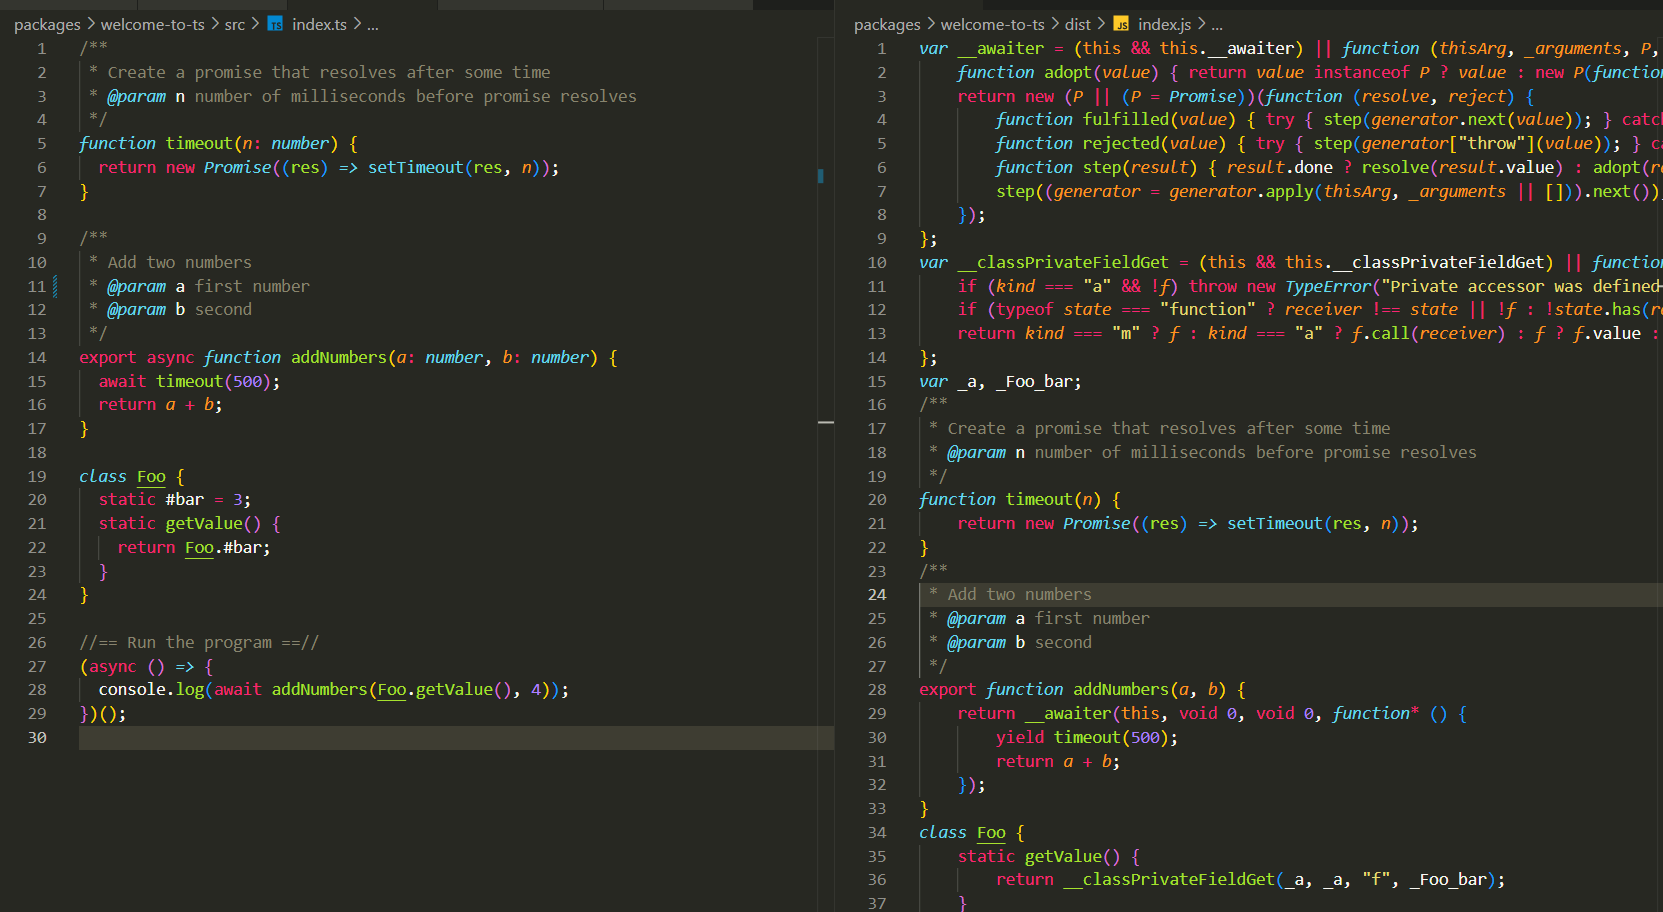 packages > welcome-to-ts > src > TS index.ts > ...
1 /**
2 * Create a promise that resolves after some time
3 * @param n number of milliseconds before promise resolves
4 */
5 function timeout(n: number) {
6 return new Promise((res) => setTimeout(res, n));
7 }
8
9 /**
10 * Add two numbers
11 * @param a first number
12 * @param b second
13 */
14 export async function addNumbers(a: number, b: number) {
15 await timeout(500);
16 return a + b;
17 }
18
19 class Foo {
20 static #bar = 3;
21 static getValue() {
22 return Foo.#bar;
23 }
24 }
25
26 //== Run the program ==//
27 (async () => {
28 console.log(await addNumbers(Foo.getValue(), 4));
29 })();
30
packages > welcome-to-ts > dist > JS index.js > ...
1 var __awaiter = (this && this.__awaiter) || function (thisArg, _arguments, P,
2 function adopt(value) { return value instanceof P ? value : new P(function
3 return new (P || (P = Promise))(function (resolve, reject) {
4 function fulfilled(value) { try { step(generator.next(value)); } catch
5 function rejected(value) { try { step(generator["throw"](value)); } ca
6 function step(result) { result.done ? resolve(result.value) : adopt(re
7 step((generator = generator.apply(thisArg, _arguments || [])).next());
8 });
9 };
10 var __classPrivateFieldGet = (this && this.__classPrivateFieldGet) || function
11 if (kind === "a" && !f) throw new TypeError("Private accessor was defined
12 if (typeof state === "function" ? receiver !== state || !f : !state.has(re
13 return kind === "m" ? f : kind === "a" ? f.call(receiver) : f ? f.value :
14 };
15 var _a, _Foo_bar;
16 /**
17 * Create a promise that resolves after some time
18 * @param n number of milliseconds before promise resolves
19 */
20 function timeout(n) {
21 return new Promise((res) => setTimeout(res, n));
22 }
23 /**
24 * Add two numbers
25 * @param a first number
26 * @param b second
27 */
28 export function addNumbers(a, b) {
29 return __awaiter(this, void 0, void 0, function* () {
30 yield timeout(500);
31 return a + b;
32 });
33 }
34 class Foo {
35 static getValue() {
36 return __classPrivateFieldGet(_a, _a, "f", _Foo_bar);
37 }